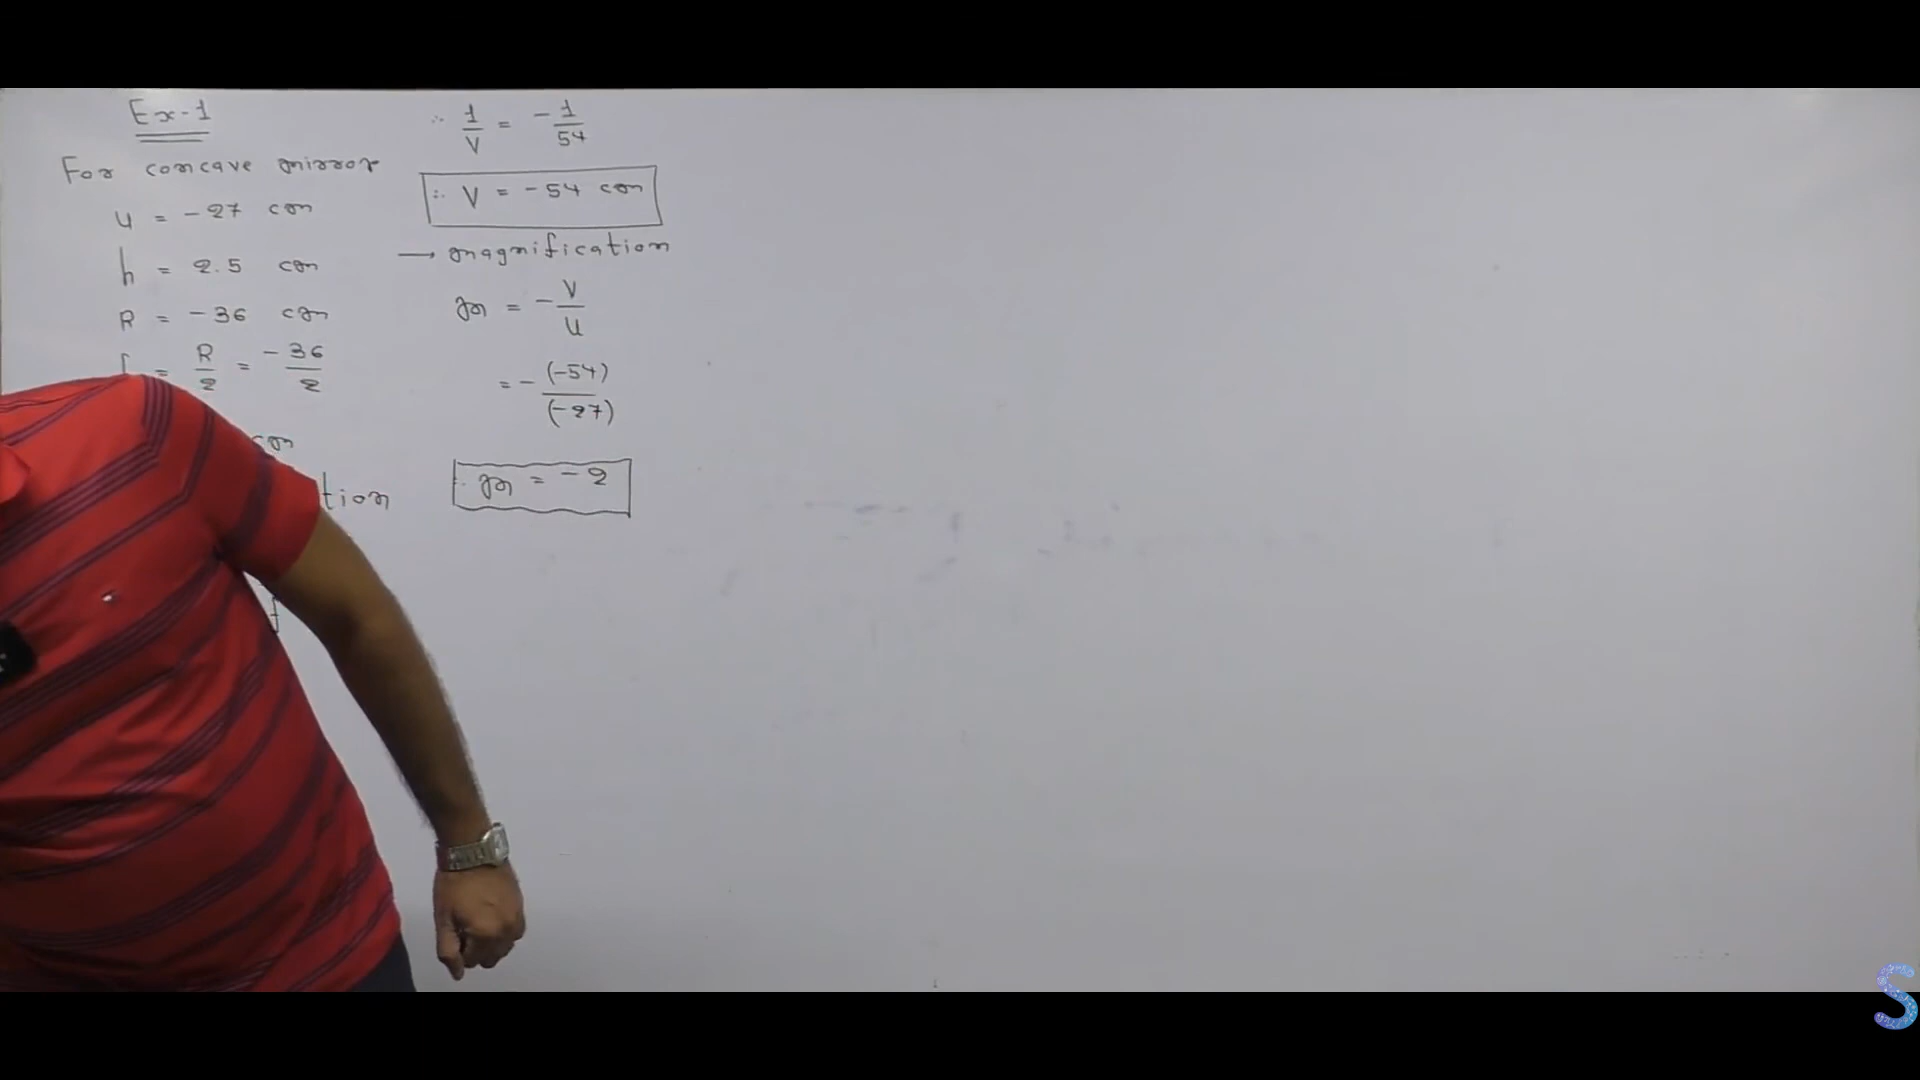 Ex-1
For concave mirror
u = -27 cm
h = 2.5 cm
R = -36 cm
f = R/2 = -36/2
cm
tion
f
∴ 1/V = -1/54
∴ V = -54 cm
→ magnification
m = -V/u
= -(-54)/(-27)
∴ m = -2
S